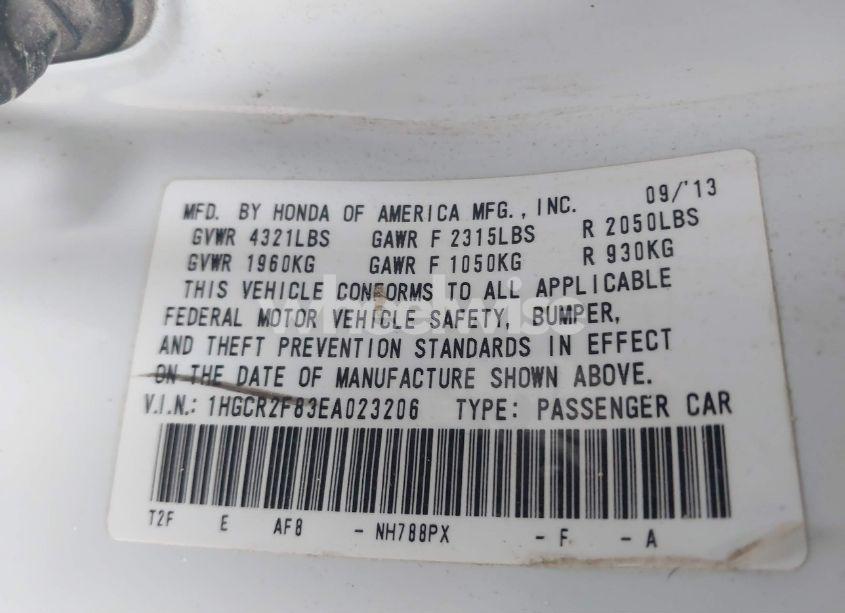 MFD. BY HONDA OF AMERICA MFG., INC. 09/'13
GVWR 4321LBS GAWR F 2315LBS R 2050LBS
GVWR 1960KG GAWR F 1050KG R 930KG
THIS VEHICLE CONFORMS TO ALL APPLICABLE
FEDERAL MOTOR VEHICLE SAFETY, BUMPER,
AND THEFT PREVENTION STANDARDS IN EFFECT
ON THE DATE OF MANUFACTURE SHOWN ABOVE.
V.I.N.: 1HGCR2F83EA023206 TYPE: PASSENGER CAR
T2F E AF8 - NH788PX - F - A
wheelwise